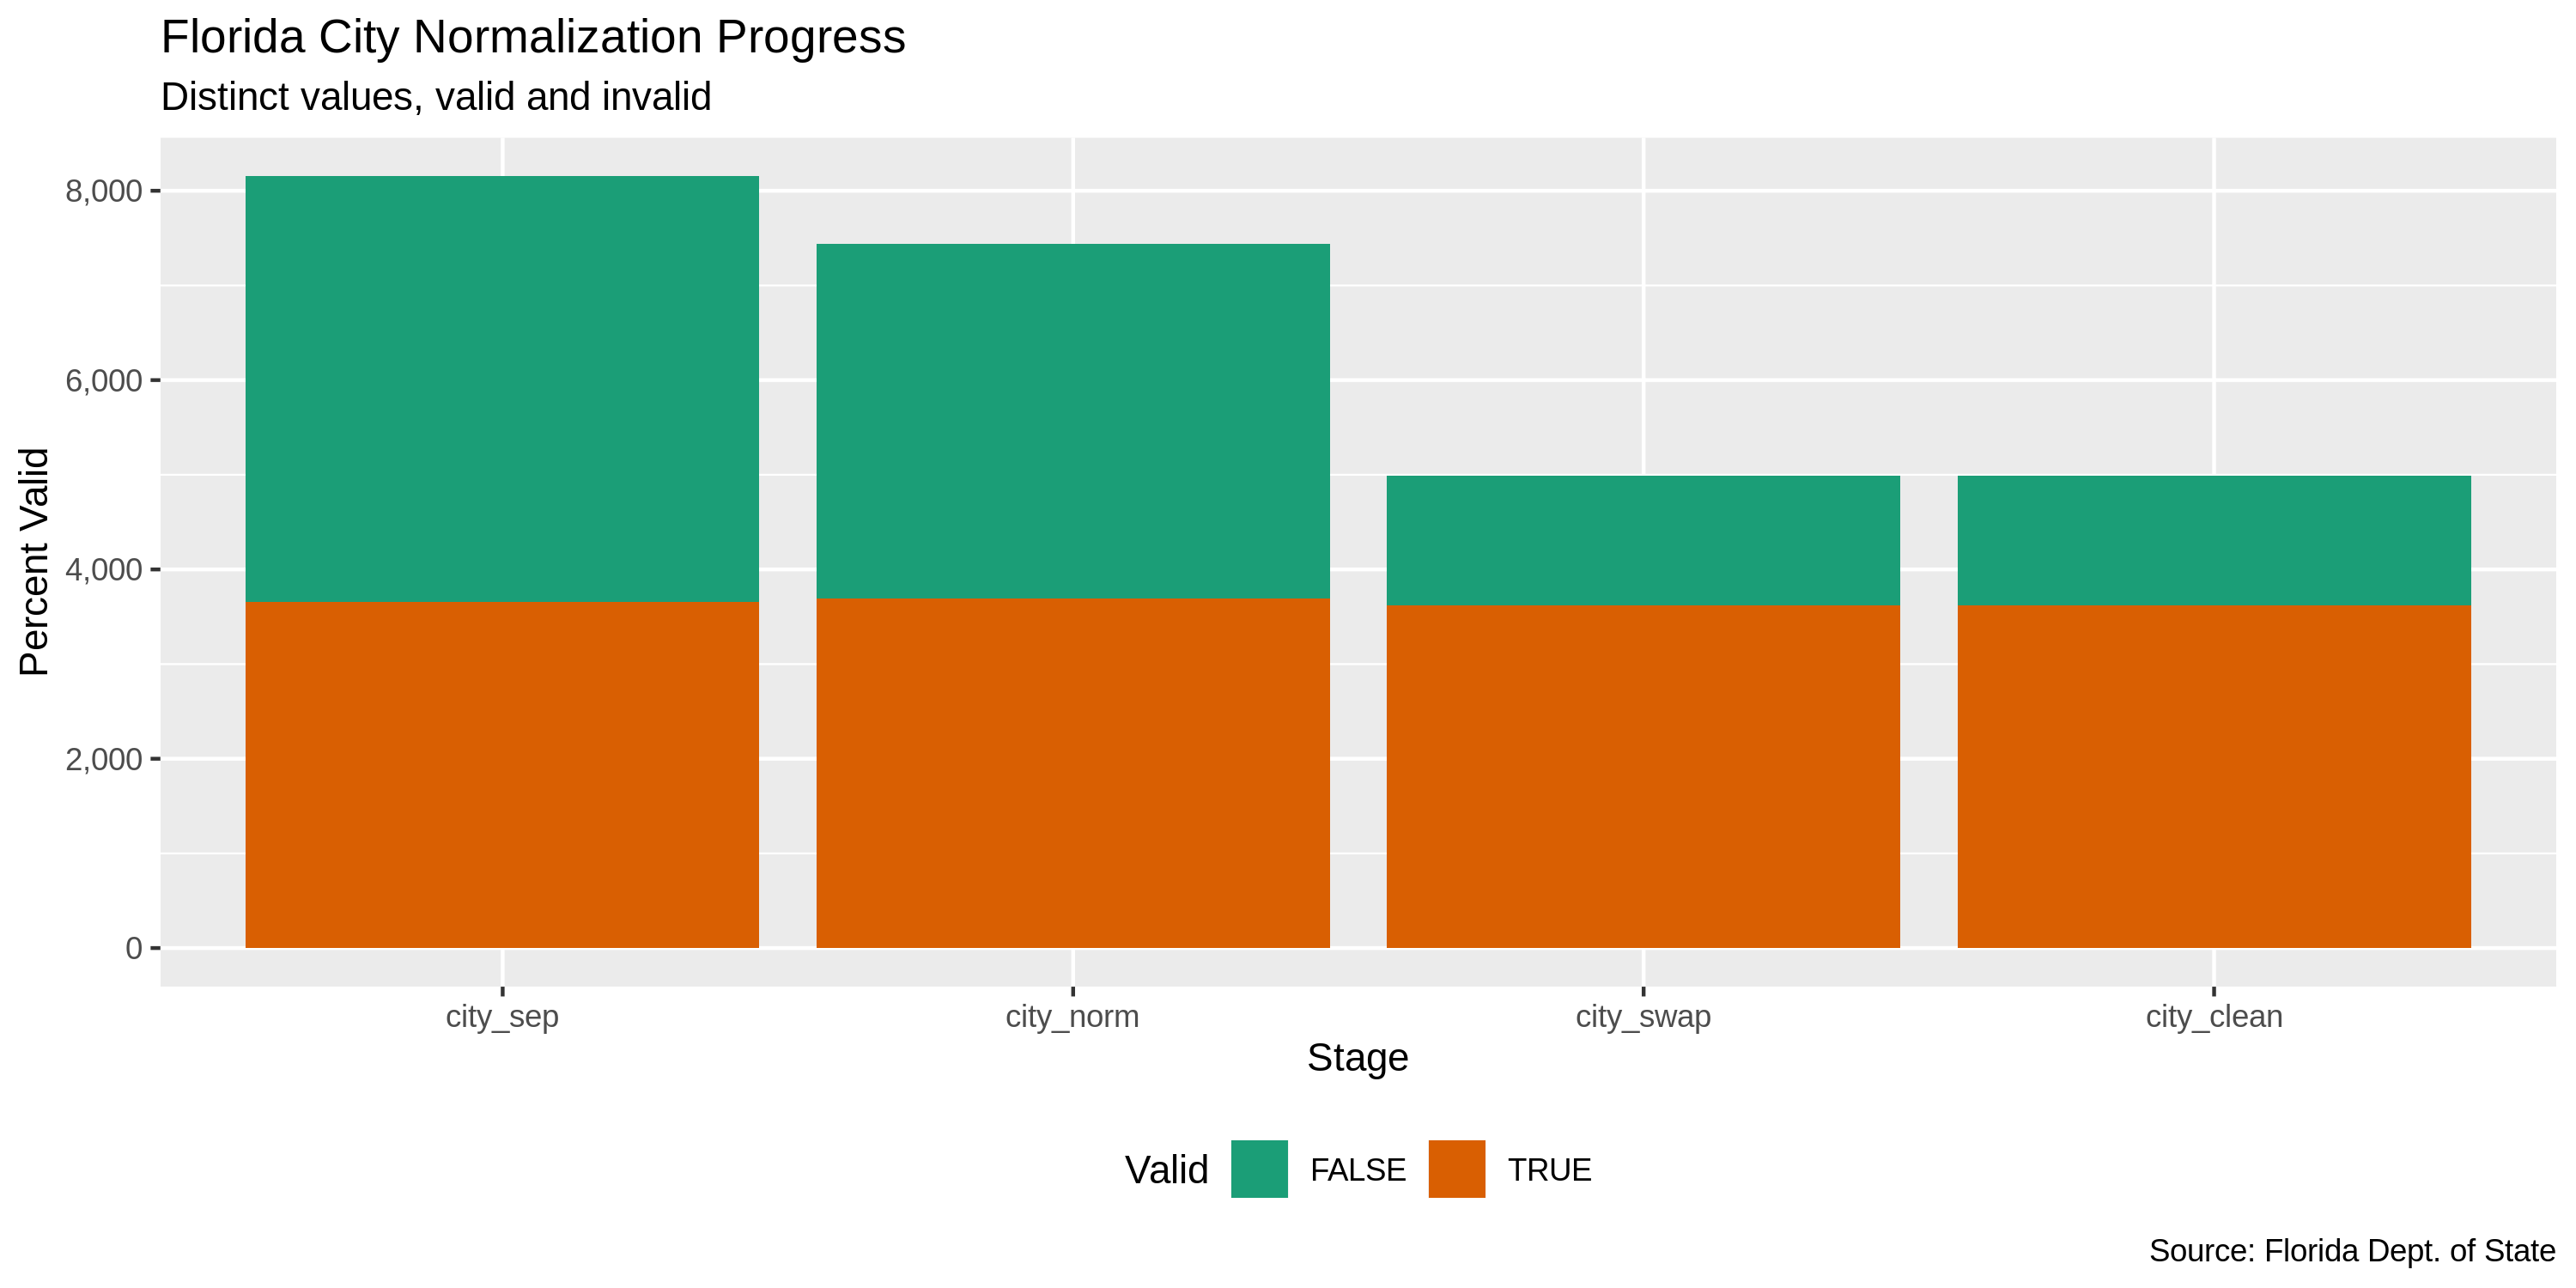 Florida City Normalization Progress
Distinct values, valid and invalid
Percent Valid
8,000
6,000
4,000
2,000
0
city_sep city_norm city_swap city_clean
Stage
Valid FALSE TRUE
Source: Florida Dept. of State